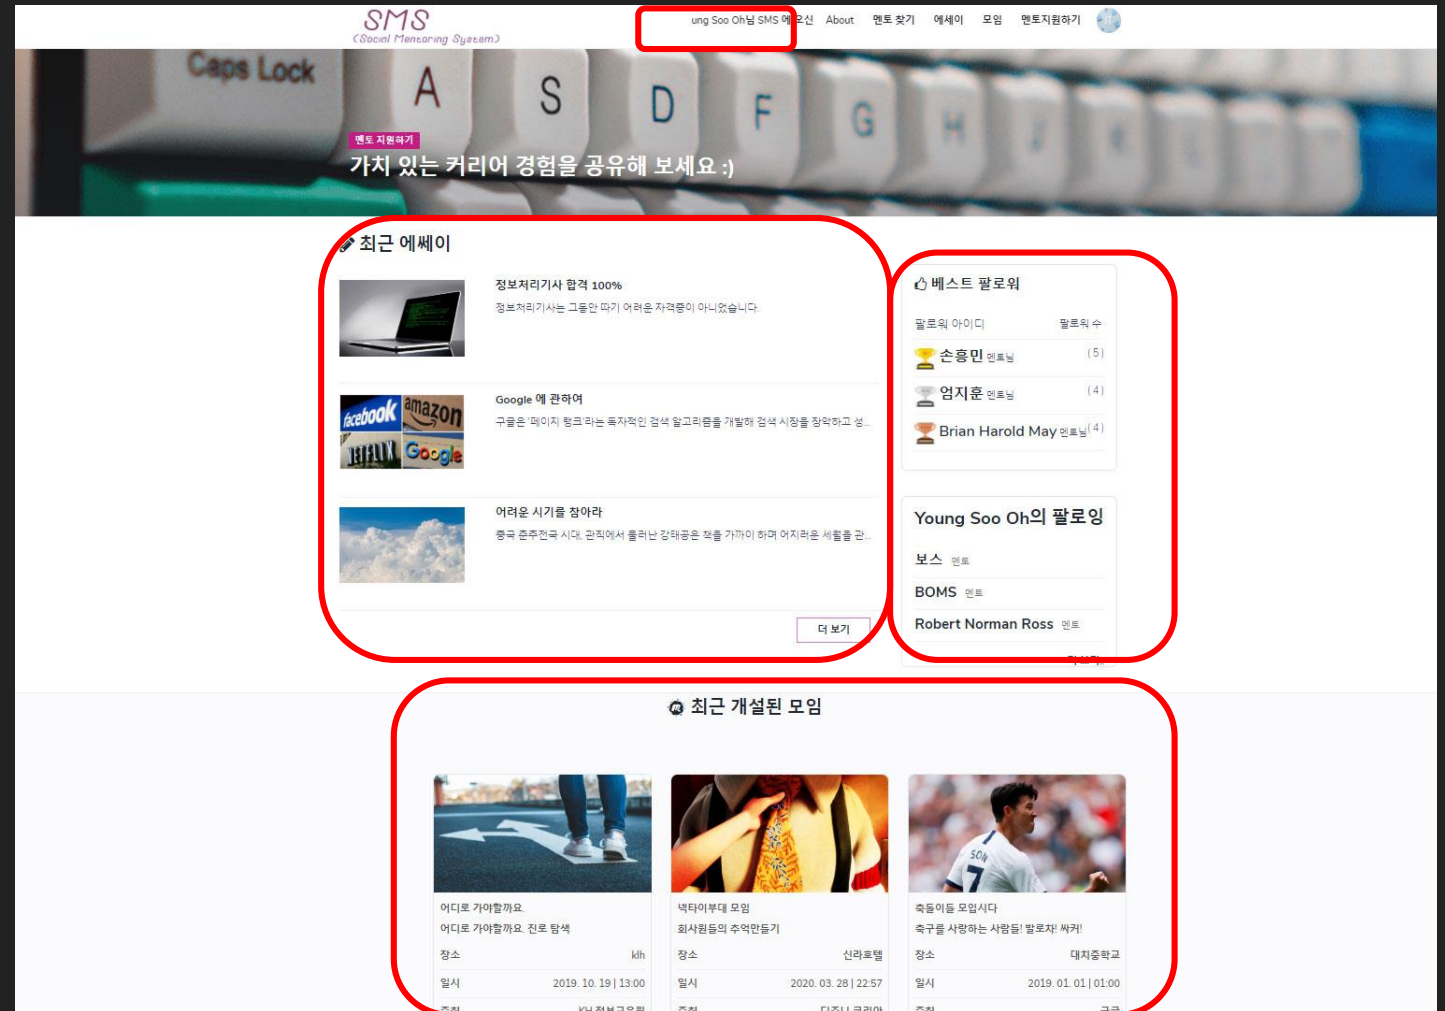 SMS
(Social Mentoring System)
ung Soo Oh님 SMS 에 오신
About
멘토 찾기
에세이
모임
멘토지원하기
Caps Lock
A
S
D
F
G
H
J
멘토 지원하기
가치 있는 커리어 경험을 공유해 보세요 :)
최근 에쎄이
정보처리기사 합격 100%
정보처리기사는 그동안 따기 어려운 자격증이 아니었습니다.
facebook
amazon
NETFLIX
Google
Google 에 관하여
구글은 '페이지 랭크'라는 독자적인 검색 알고리즘을 개발해 검색 시장을 장악하고 성...
어려운 시기를 참아라
중국 춘추전국 시대, 관직에서 물러난 강태공은 책을 가까이 하며 어지러운 세월을 관...
더 보기
베스트 팔로워
팔로워 아이디 팔로워 수
손흥민 멘토님 (5)
엄지훈 멘토님 (4)
Brian Harold May 멘토님 (4)
Young Soo Oh의 팔로잉
보스 멘토
BOMS 멘토
Robert Norman Ross 멘토
최근 개설된 모임
어디로 가야할까요.
어디로 가야할까요. 진로 탐색
장소 klh
일시 2019. 10. 19 | 13:00
넥타이부대 모임
회사원들의 추억만들기
장소 신라호텔
일시 2020. 03. 28 | 22:57
SON
7
축돌이들 모입시다
축구를 사랑하는 사람들! 발로차! 싸커!
장소 대치중학교
일시 2019. 01. 01 | 01:00